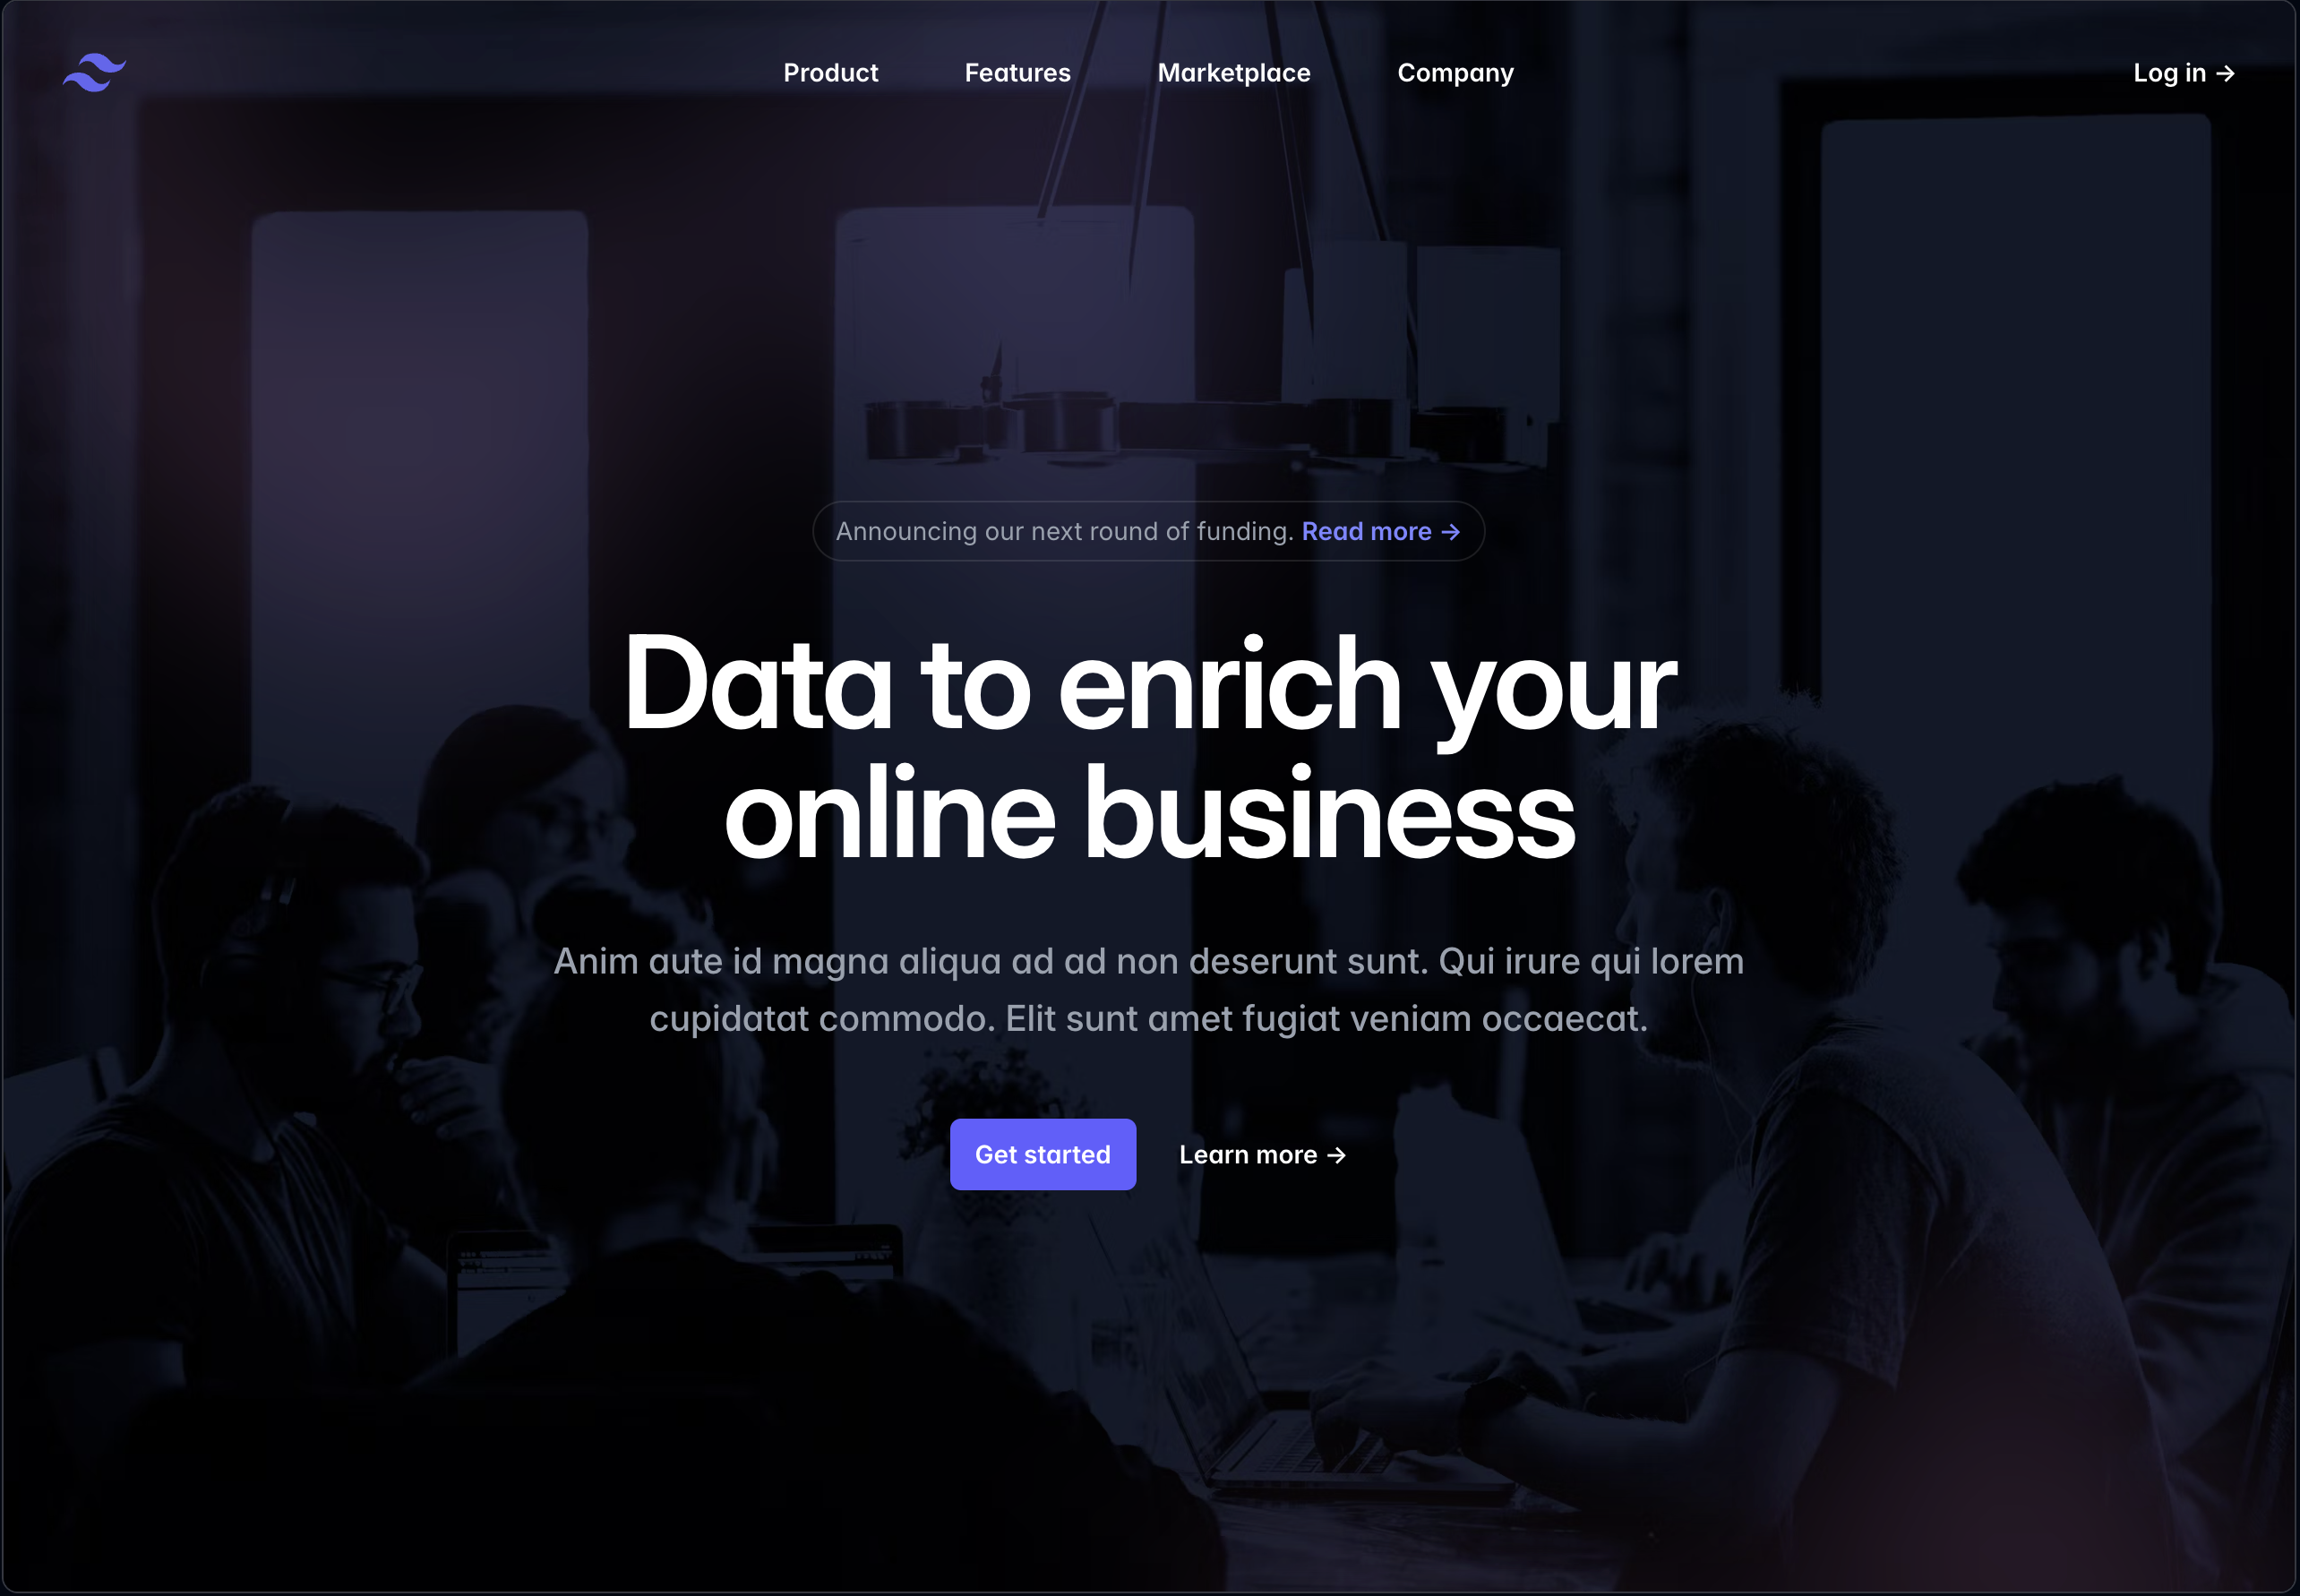 Product Features Marketplace Company Log in →
Announcing our next round of funding. Read more →
Data to enrich your
online business
Anim aute id magna aliqua ad ad non deserunt sunt. Qui irure qui lorem
cupidatat commodo. Elit sunt amet fugiat veniam occaecat.
Get started Learn more →